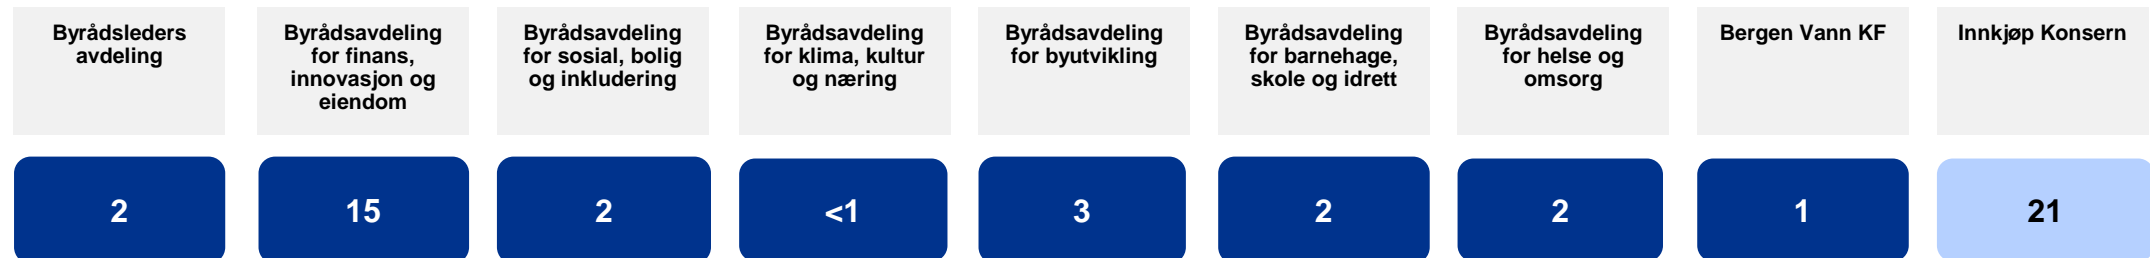 Byrådsleders
avdeling
Byrådsavdeling
for finans,
innovasjon og
eiendom
Byrådsavdeling
for sosial, bolig
og inkludering
Byrådsavdeling
for klima, kultur
og næring
Byrådsavdeling
for byutvikling
Byrådsavdeling
for barnehage,
skole og idrett
Byrådsavdeling
for helse og
omsorg
Bergen Vann KF
Innkjøp Konsern
2
15
2
<1
3
2
2
1
21